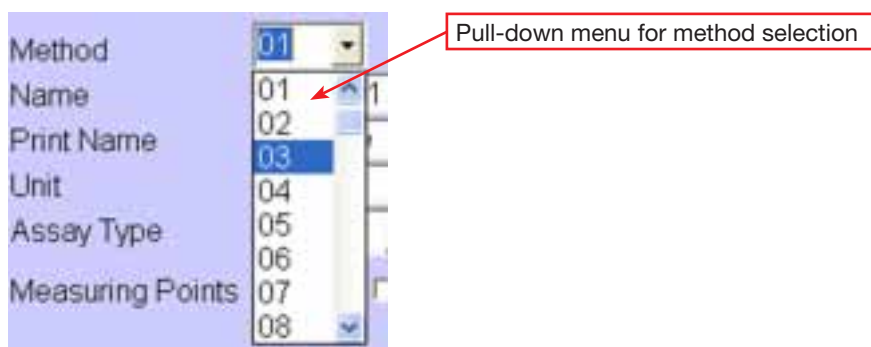 Pull-down menu for method selection
Method 01
01
Name 1
02
Print Name
03
Unit
04
Assay Type
05
06
Measuring Points 07
08